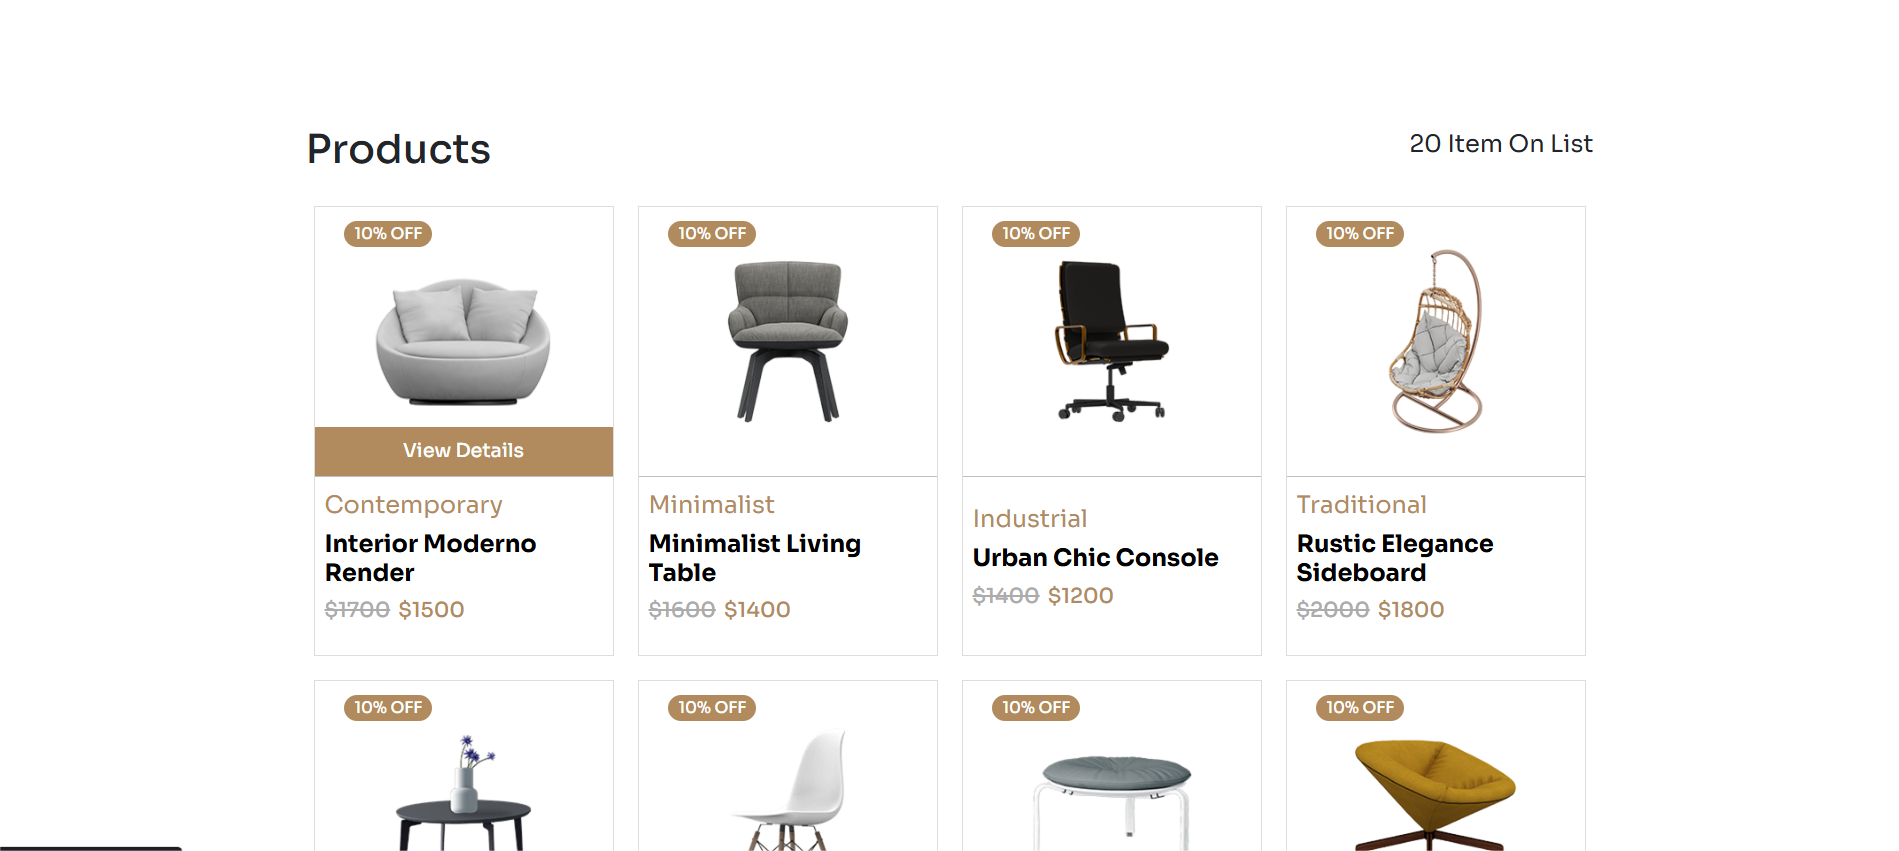 Products
20 Item On List
10% OFF
10% OFF
10% OFF
10% OFF
View Details
Contemporary
Interior Moderno
Render
$1700 $1500
Minimalist
Minimalist Living
Table
$1600 $1400
Industrial
Urban Chic Console
$1400 $1200
Traditional
Rustic Elegance
Sideboard
$2000 $1800
10% OFF
10% OFF
10% OFF
10% OFF